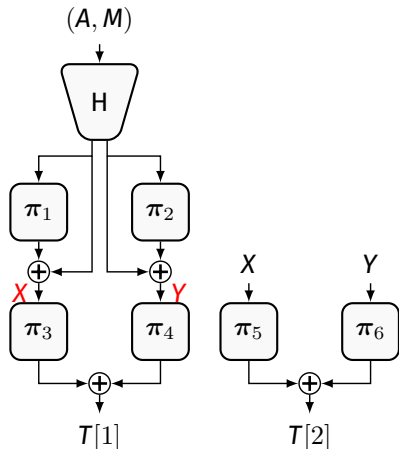 (A, M)
H
π₁ π₂
X Y
X Y
π₃ π₄ π₅ π₆
T[1] T[2]